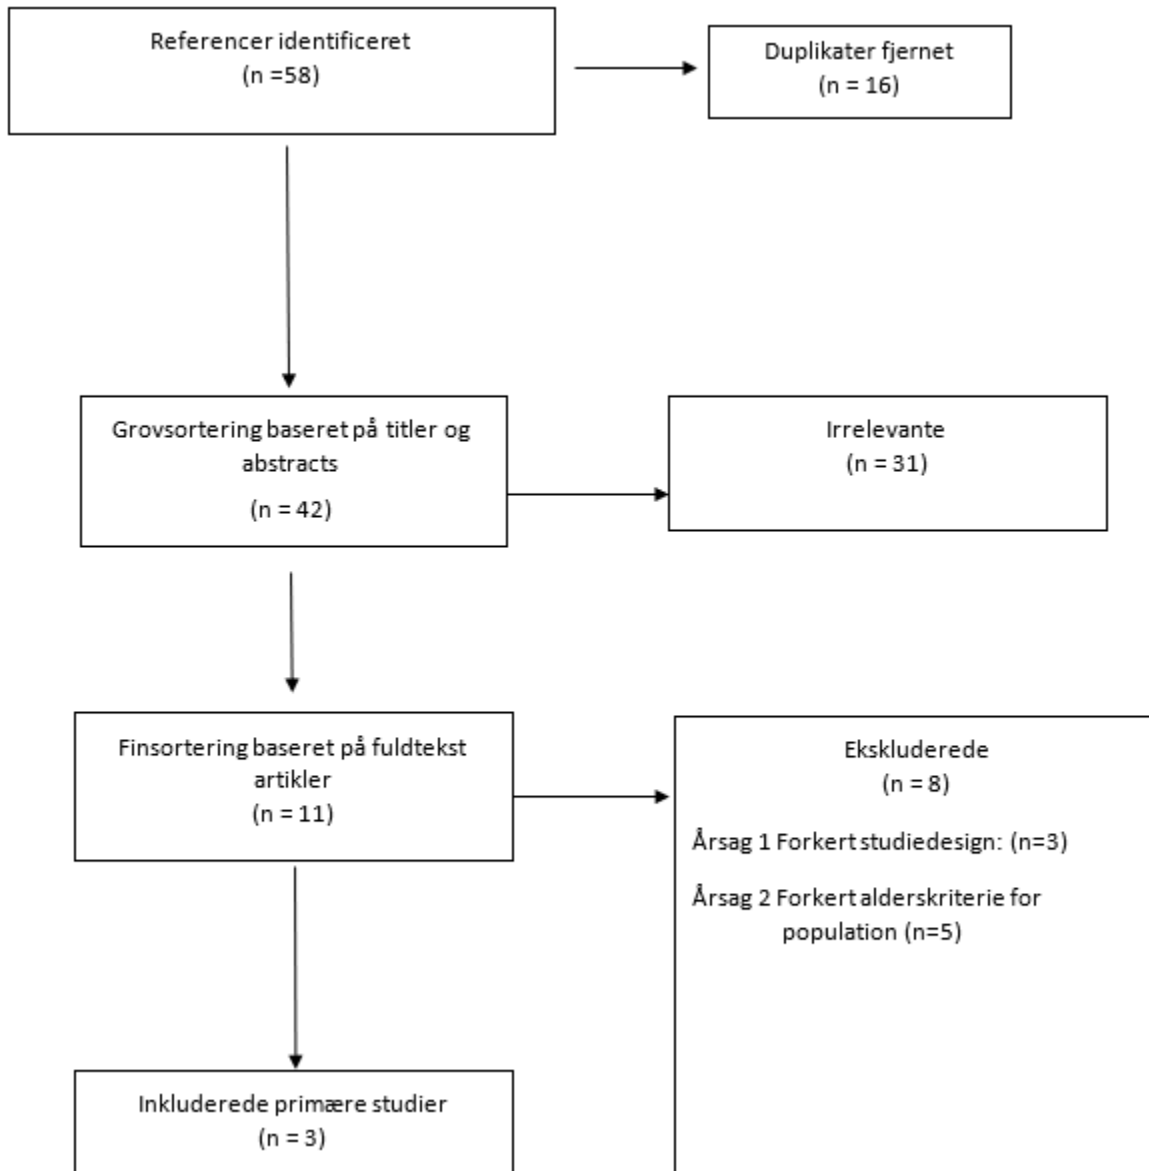 Referencer identificeret
(n =58)
Duplikater fjernet
(n = 16)
Grovsortering baseret på titler og
abstracts
(n = 42)
Irrelevante
(n = 31)
Finsortering baseret på fuldtekst
artikler
(n = 11)
Ekskluderede
(n = 8)
Årsag 1 Forkert studiedesign: (n=3)
Årsag 2 Forkert alderskriterie for
population (n=5)
Inkluderede primære studier
(n = 3)